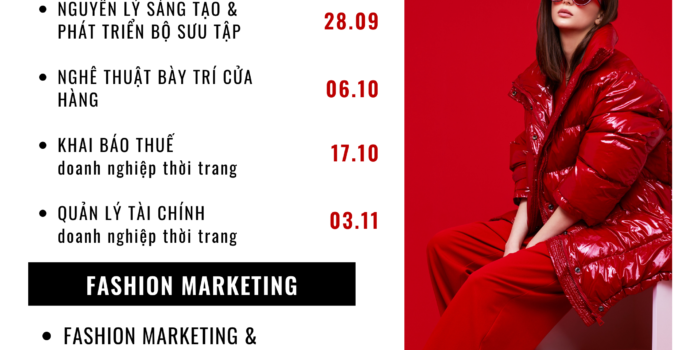 • NGUYÊN LÝ SÁNG TẠO &
PHÁT TRIỂN BỘ SƯU TẬP
28.09
• NGHỆ THUẬT BÀY TRÍ CỬA
HÀNG
06.10
• KHAI BÁO THUẾ
doanh nghiệp thời trang
17.10
• QUẢN LÝ TÀI CHÍNH
doanh nghiệp thời trang
03.11
FASHION MARKETING
• FASHION MARKETING &